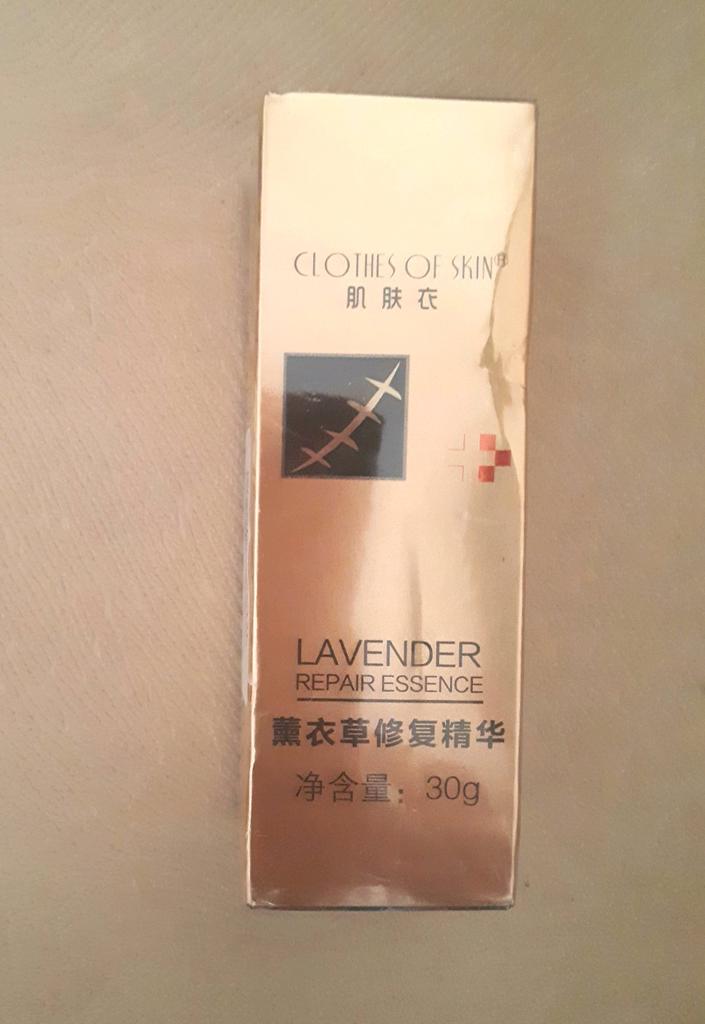 CLOTHES OF SKIN®
肌肤衣
LAVENDER
REPAIR ESSENCE
薰衣草修复精华
净含量：30g